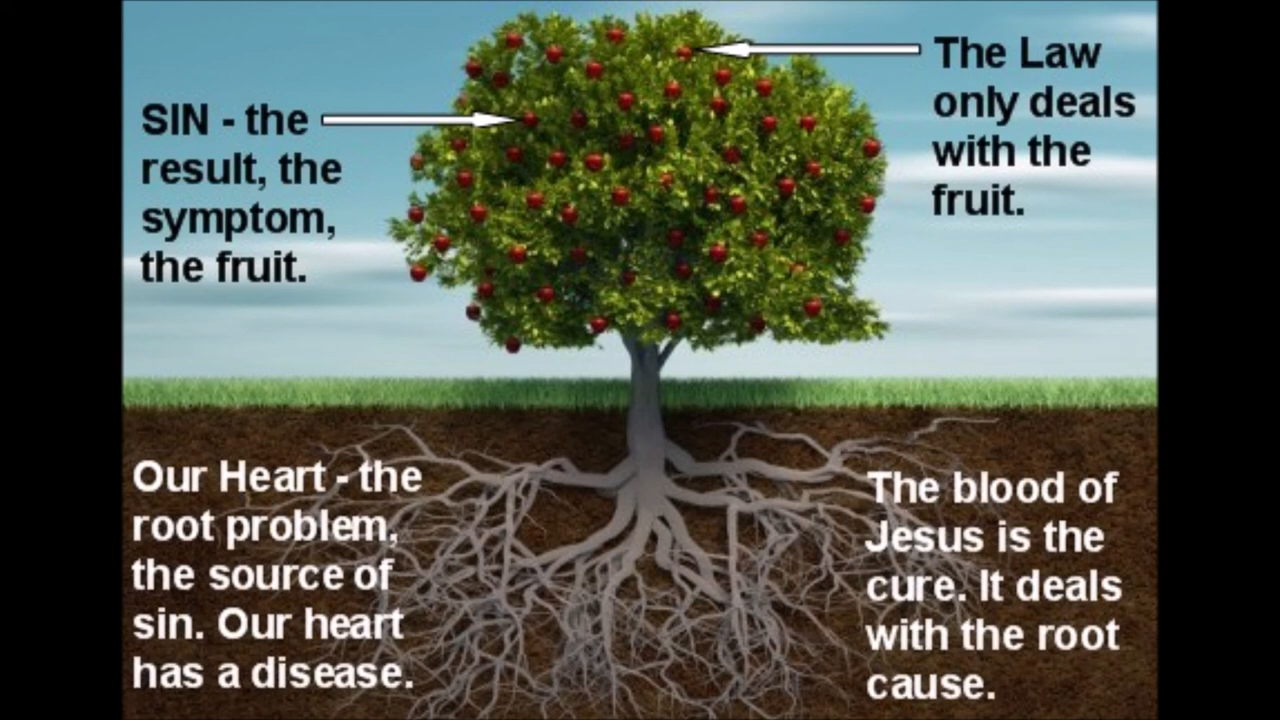 SIN - the
result, the
symptom,
the fruit.
The Law
only deals
with the
fruit.
Our Heart - the
root problem,
the source of
sin. Our heart
has a disease.
The blood of
Jesus is the
cure. It deals
with the root
cause.